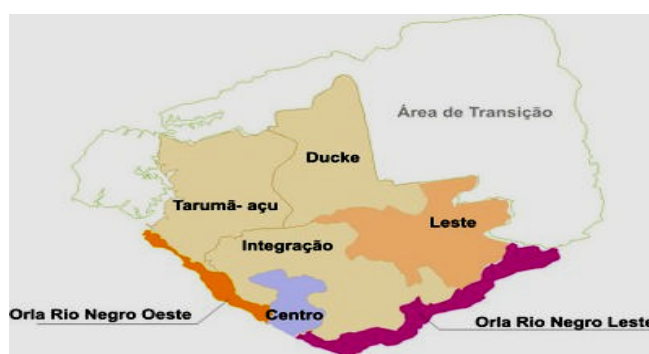 Área de Transição
Ducke
Tarumã- açu
Leste
Integração
Orla Rio Negro Oeste
Centro
Orla Rio Negro Leste